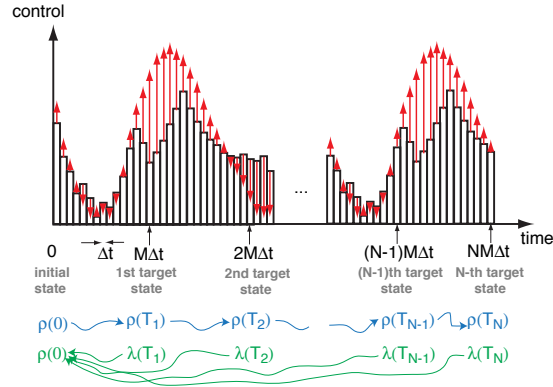 control
...
time
0 Δt MΔt 2MΔt (N-1)MΔt NMΔt
initial state
1st target state
2nd target state
(N-1)th target state
N-th target state
ρ(0) ρ(T1) ρ(T2) ρ(TN-1) ρ(TN)
ρ(0) λ(T1) λ(T2) λ(TN-1) λ(TN)